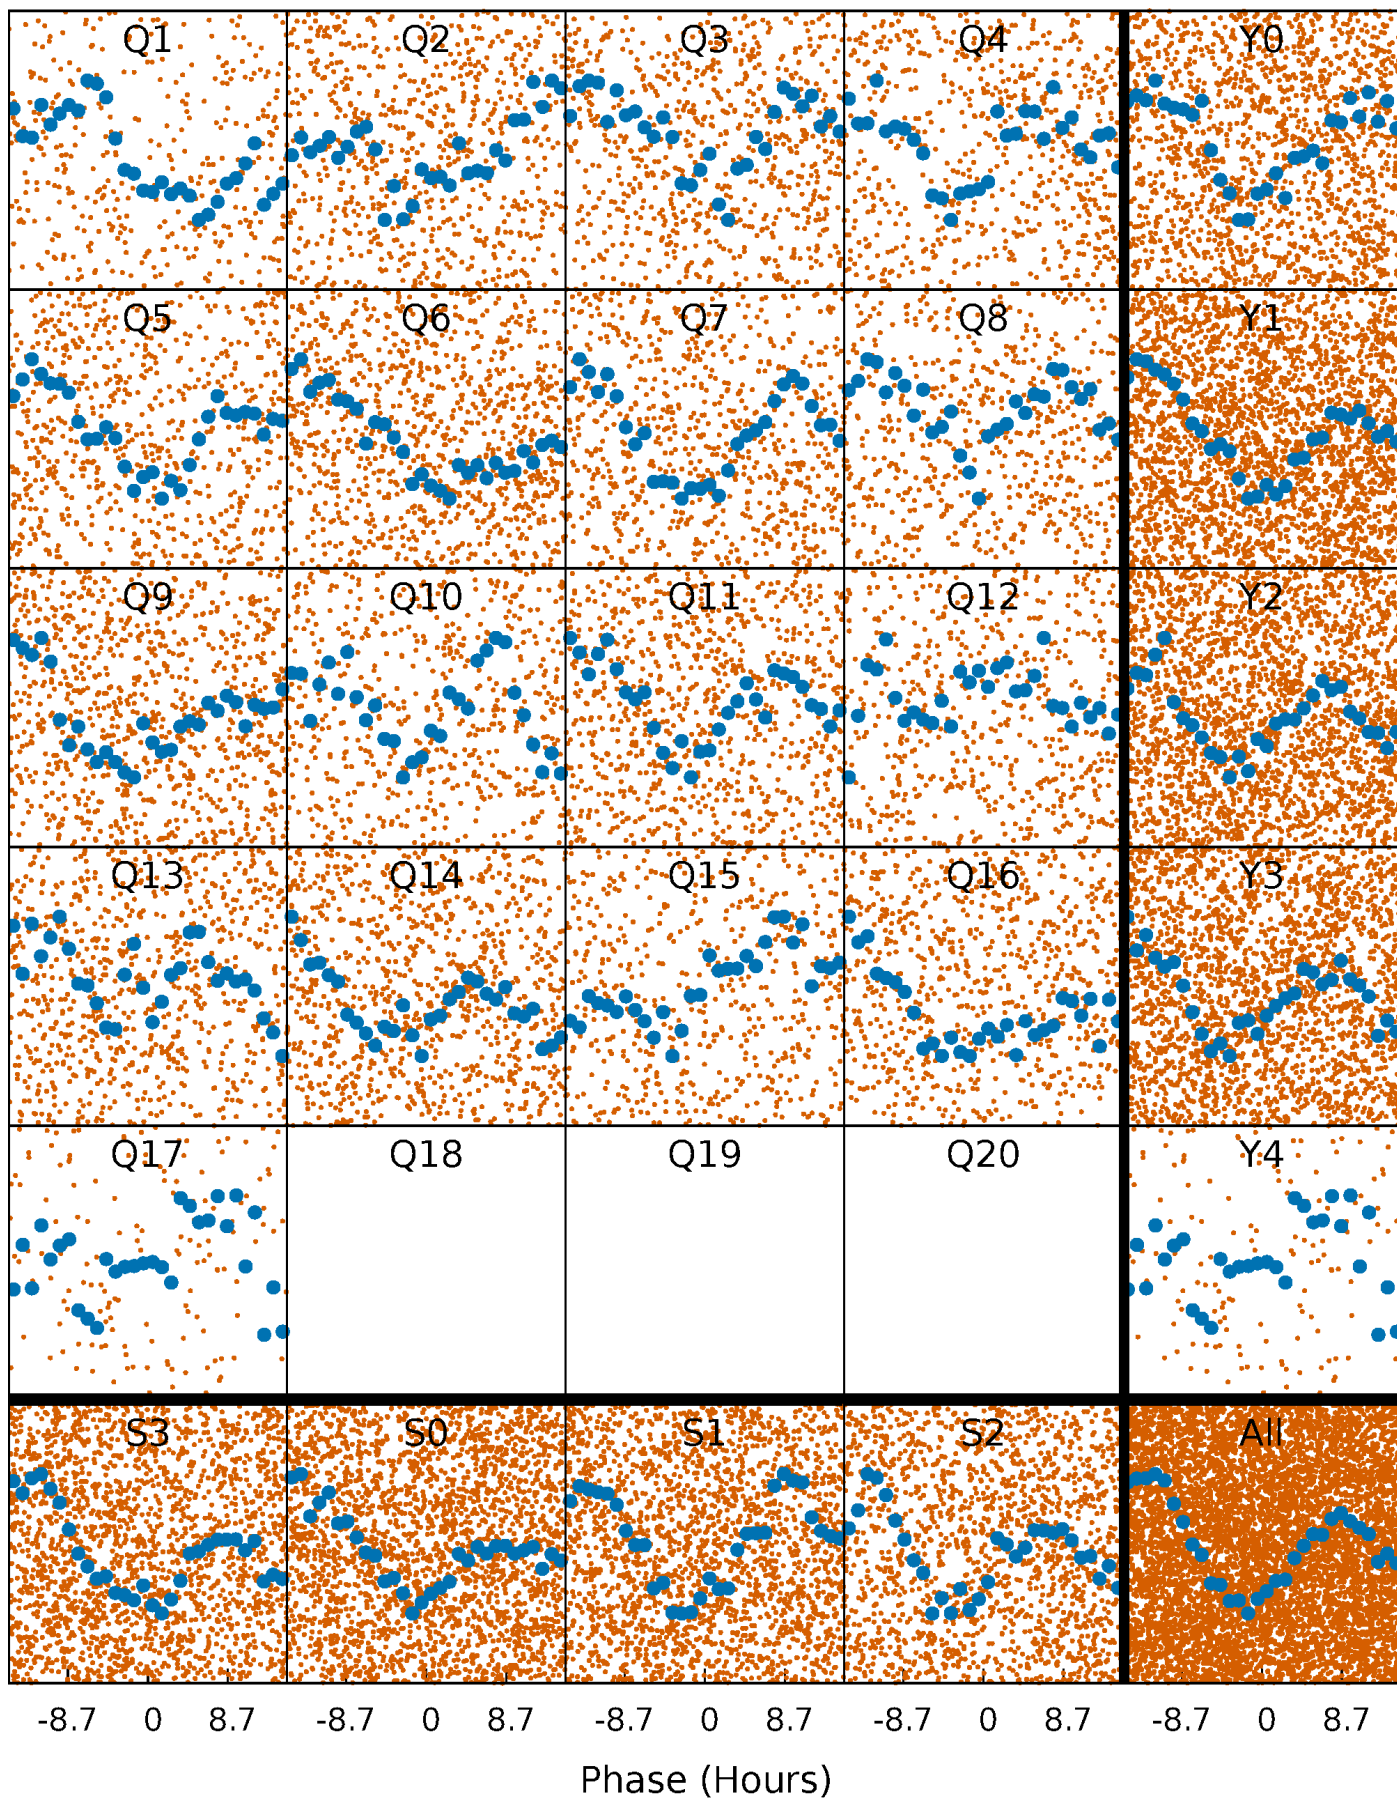 Q1 Q2 Q3 Q4 Y0
Q5 Q6 Q7 Q8 Y1
Q9 Q10 Q11 Q12 Y2
Q13 Q14 Q15 Q16 Y3
Q17 Q18 Q19 Q20 Y4
S3 S0 S1 S2 All
-8.7 0 8.7 -8.7 0 8.7 -8.7 0 8.7 -8.7 0 8.7 -8.7 0 8.7
Phase (Hours)